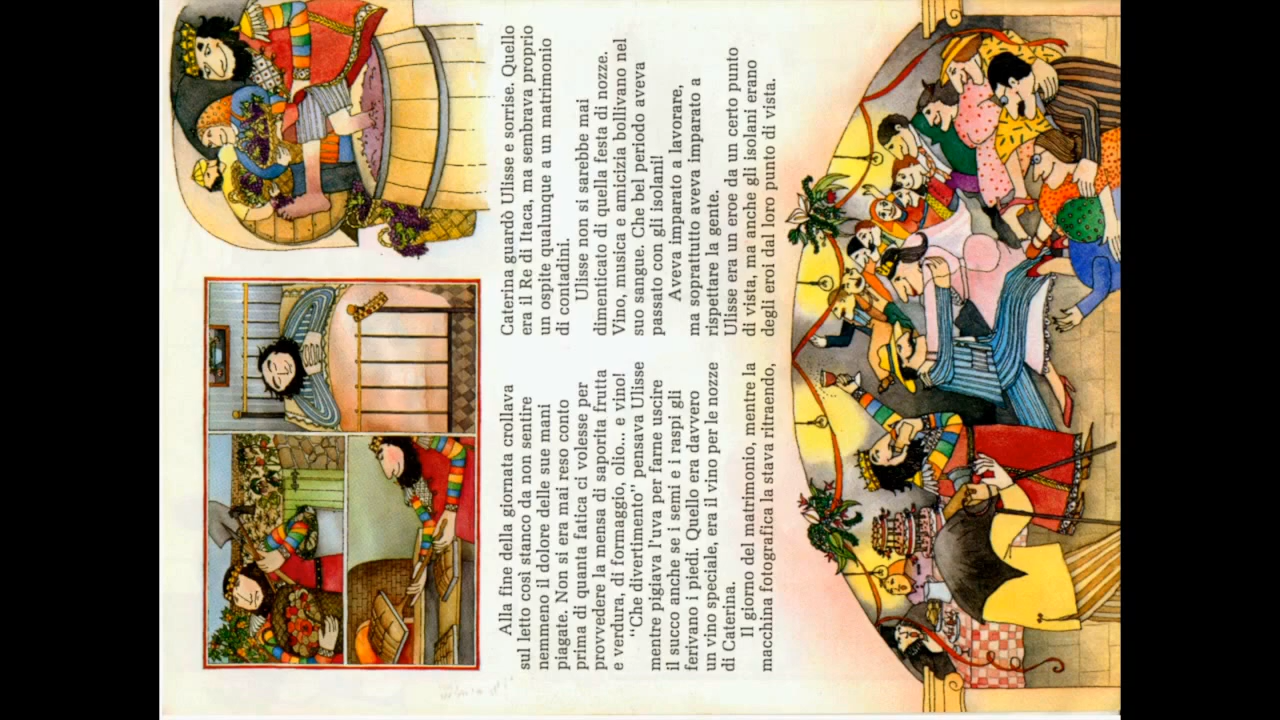 Alla fine della giornata crollava
sul letto così stanco da non sentire
nemmeno il dolore delle sue mani
piagate. Non si era mai reso conto
prima di quanta fatica ci volesse per
provvedere la mensa di saporita frutta
e verdura, di formaggio, olio... e vino!
"Che divertimento" pensava Ulisse
mentre pigiava l'uva per farne uscire
il succo anche se i semi e i raspi gli
ferivano i piedi. Quello era davvero
un vino speciale, era il vino per le nozze
di Caterina.
Il giorno del matrimonio, mentre la
macchina fotografica la stava ritraendo,
Caterina guardò Ulisse e sorrise. Quello
era il Re di Itaca, ma sembrava proprio
un ospite qualunque a un matrimonio
di contadini.
Ulisse non si sarebbe mai
dimenticato di quella festa di nozze.
Vino, musica e amicizia bollivano nel
suo sangue. Che bel periodo aveva
passato con gli isolani!
Aveva imparato a lavorare,
ma soprattutto aveva imparato a
rispettare la gente.
Ulisse era un eroe da un certo punto
di vista, ma anche gli isolani erano
degli eroi dal loro punto di vista.